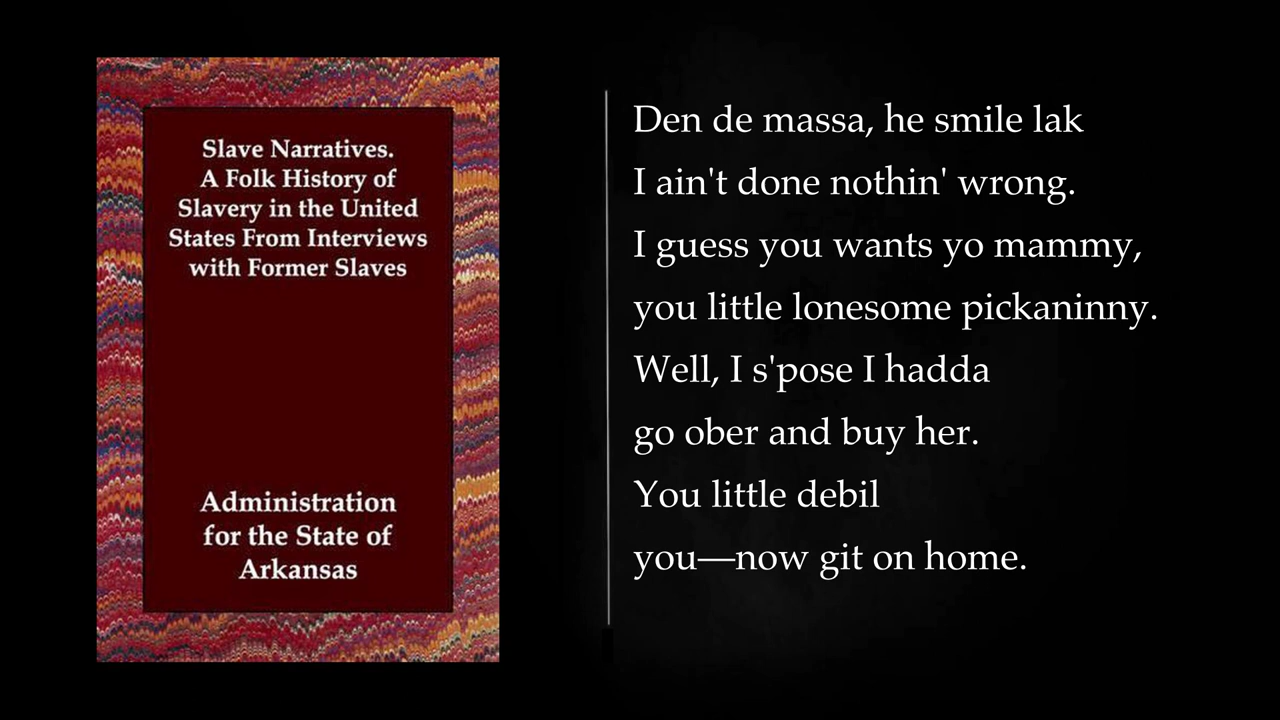 Slave Narratives.
A Folk History of
Slavery in the United
States From Interviews
with Former Slaves
Administration
for the State of
Arkansas
Den de massa, he smile lak
I ain't done nothin' wrong.
I guess you wants yo mammy,
you little lonesome pickaninny.
Well, I s'pose I hadda
go ober and buy her.
You little debil
you—now git on home.